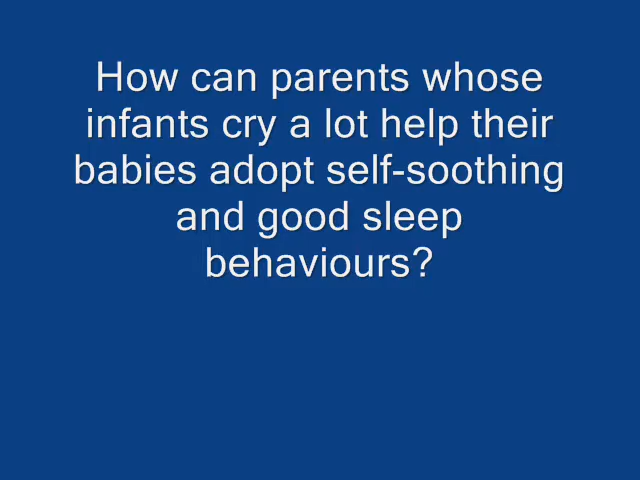 How can parents whose
infants cry a lot help their
babies adopt self-soothing
and good sleep
behaviours?